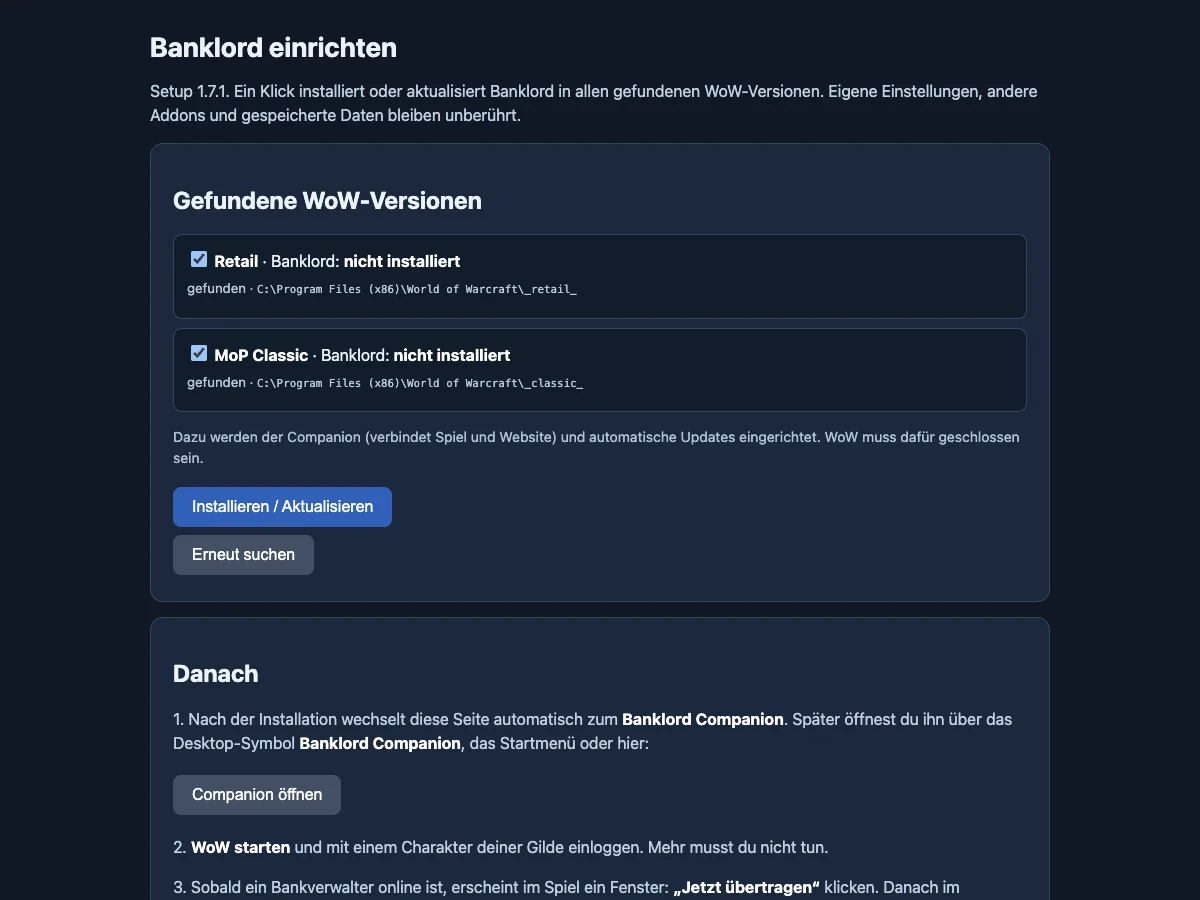 Banklord einrichten
Setup 1.7.1. Ein Klick installiert oder aktualisiert Banklord in allen gefundenen WoW-Versionen. Eigene Einstellungen, andere
Addons und gespeicherte Daten bleiben unberührt.
Gefundene WoW-Versionen
Retail · Banklord: nicht installiert
gefunden · C:\Program Files (x86)\World of Warcraft\_retail_
MoP Classic · Banklord: nicht installiert
gefunden · C:\Program Files (x86)\World of Warcraft\_classic_
Dazu werden der Companion (verbindet Spiel und Website) und automatische Updates eingerichtet. WoW muss dafür geschlossen
sein.
Installieren / Aktualisieren
Erneut suchen
Danach
1. Nach der Installation wechselt diese Seite automatisch zum Banklord Companion. Später öffnest du ihn über das
Desktop-Symbol Banklord Companion, das Startmenü oder hier:
Companion öffnen
2. WoW starten und mit einem Charakter deiner Gilde einloggen. Mehr musst du nicht tun.
3. Sobald ein Bankverwalter online ist, erscheint im Spiel ein Fenster: „Jetzt übertragen“ klicken. Danach im